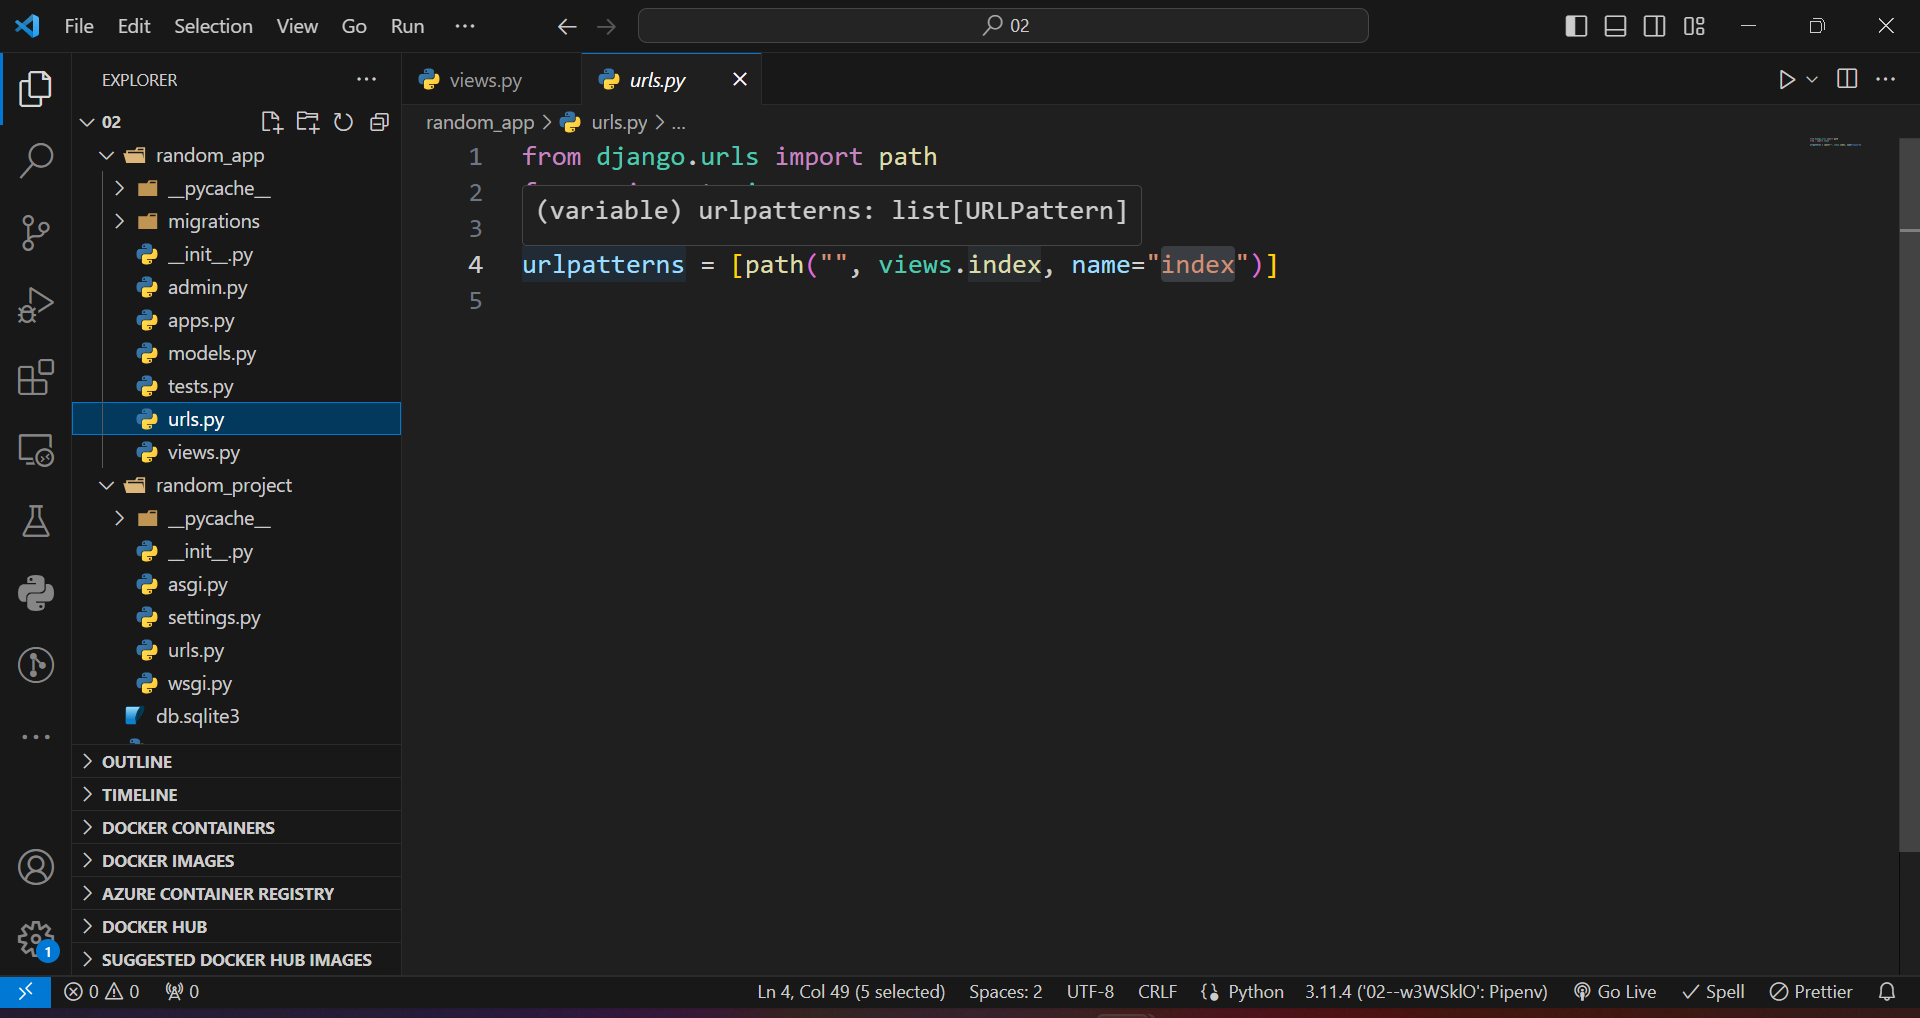 File Edit Selection View Go Run ···
02
EXPLORER ···
02
random_app
__pycache__
migrations
__init__.py
admin.py
apps.py
models.py
tests.py
urls.py
views.py
random_project
__pycache__
__init__.py
asgi.py
settings.py
urls.py
wsgi.py
db.sqlite3
OUTLINE
TIMELINE
DOCKER CONTAINERS
DOCKER IMAGES
AZURE CONTAINER REGISTRY
DOCKER HUB
SUGGESTED DOCKER HUB IMAGES
1
views.py urls.py
random_app > urls.py > ...
1 from django.urls import path
2
(variable) urlpatterns: list[URLPattern]
3
4 urlpatterns = [path("", views.index, name="index")]
5
0 0 0 Ln 4, Col 49 (5 selected) Spaces: 2 UTF-8 CRLF Python 3.11.4 ('02--w3WSklO': Pipenv) Go Live Spell Prettier